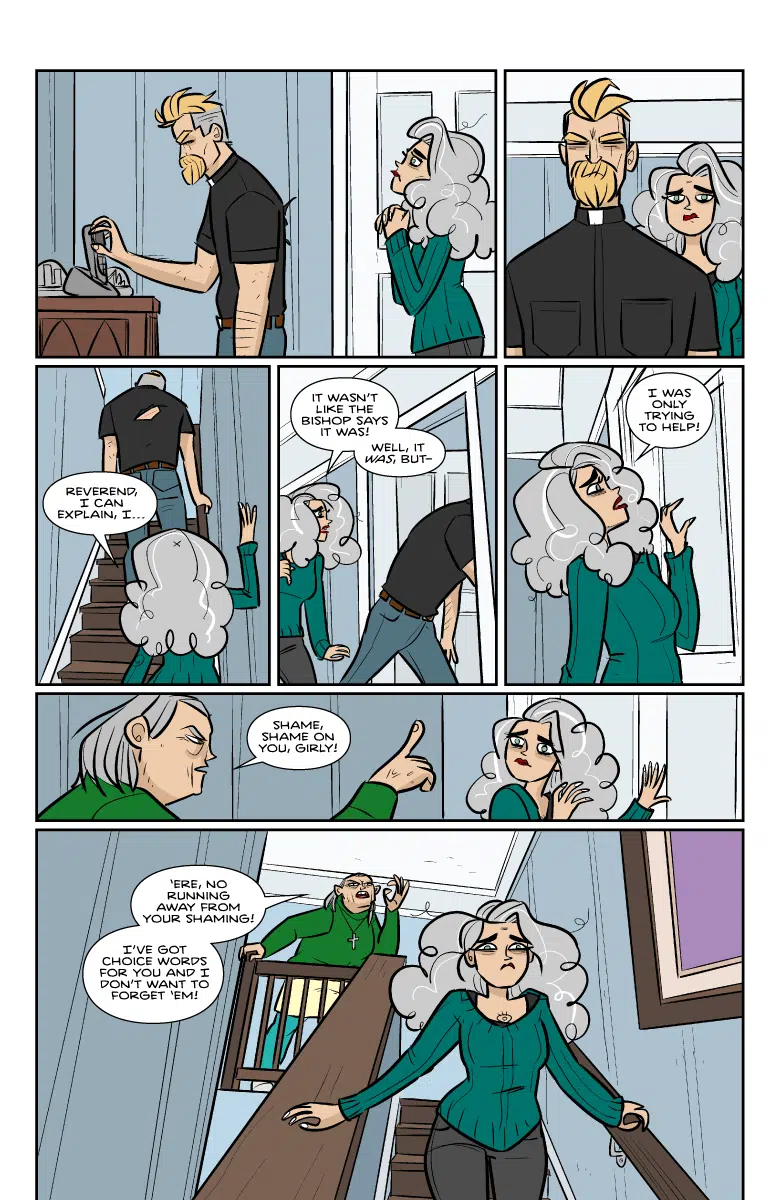 REVEREND,
I CAN
EXPLAIN, I...
IT WASN'T
LIKE THE
BISHOP SAYS
IT WAS!
WELL, IT
WAS, BUT-
I WAS
ONLY
TRYING
TO HELP!
SHAME,
SHAME ON
YOU, GIRLY!
'ERE, NO
RUNNING
AWAY FROM
YOUR SHAMING!
I'VE GOT
CHOICE WORDS
FOR YOU AND I
DON'T WANT TO
FORGET 'EM!